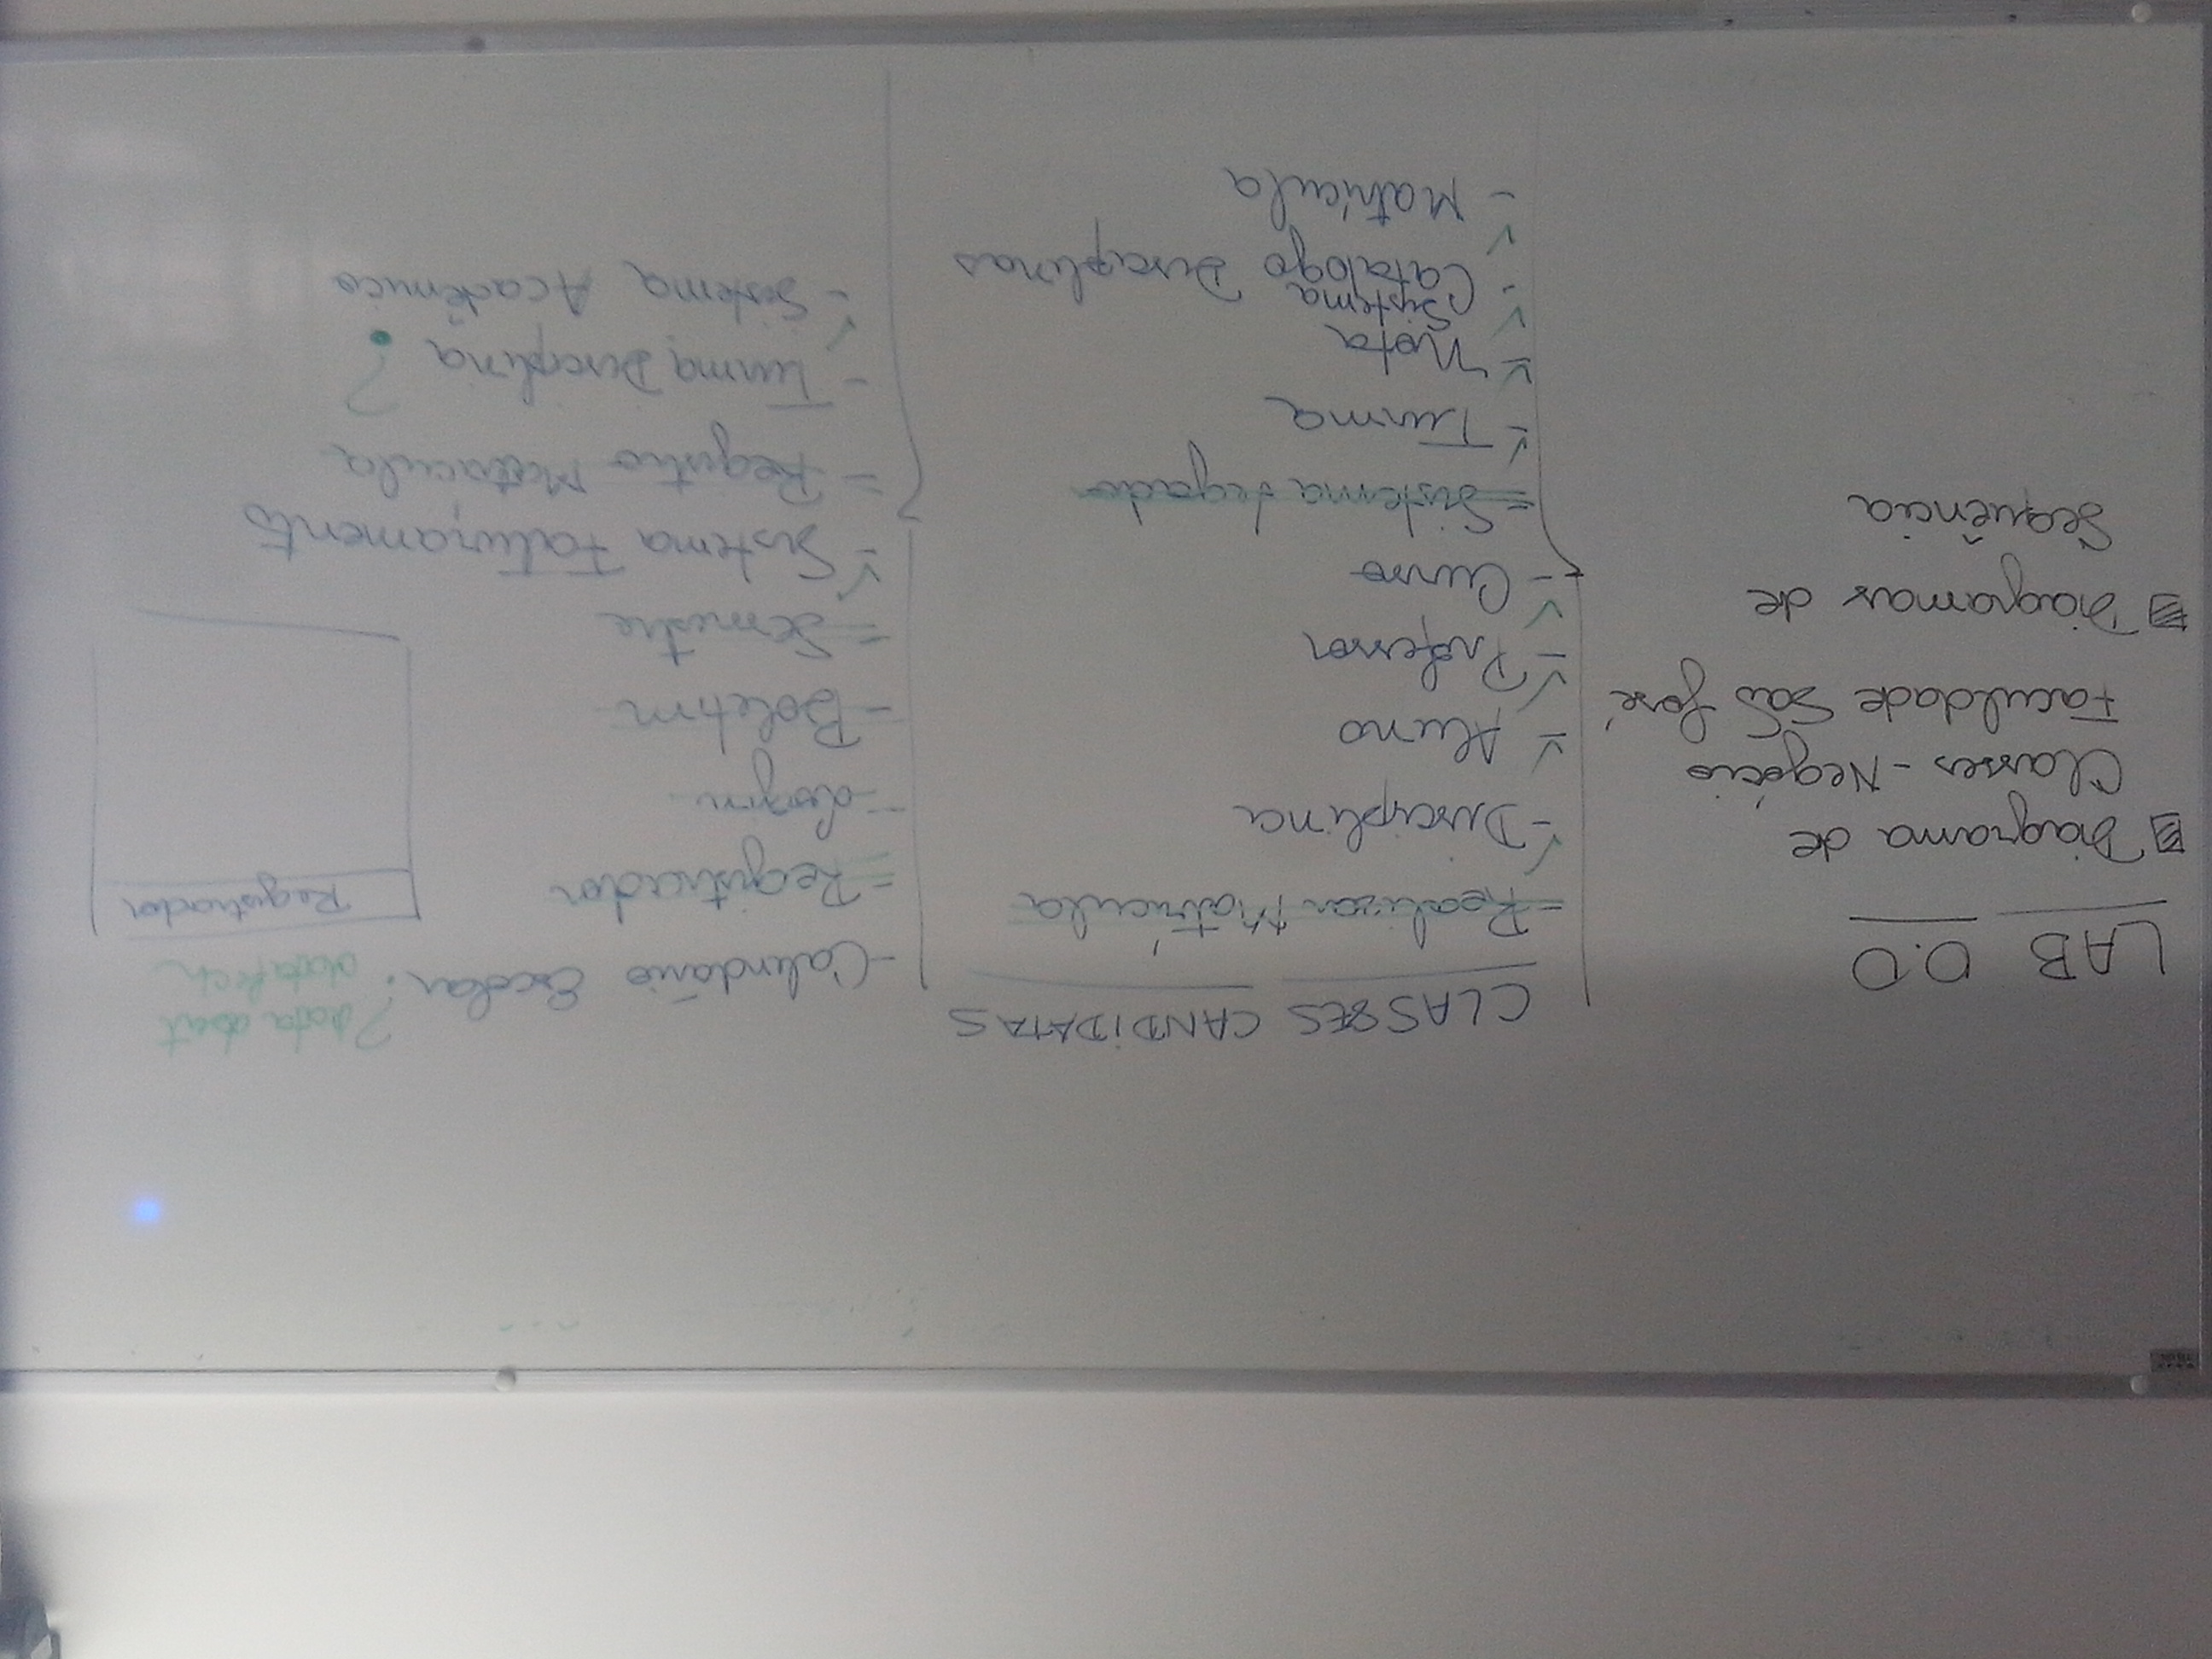 LAB O.O
Diagrama de
Classes - Negócio
Faculdade São José
Diagramas de
Sequência
CLASSES CANDIDATAS
- Realizar Matrícula
✓ - Disciplina
✓ - Aluno
✓ - Professor
✓ - Curso
- Sistema Legado
✓ - Turma
✓ - Nota
✓ - Sistema
Catálogo Disciplinas
✓ - Matrícula
- Calendário Escolar ?
data
data fech
- Registrador
- Login
- Boletim
- Semestre
✓ - Sistema Faturamento
- Registro Matrícula
- Turma Disciplina ?
✓ - Sistema Acadêmico
Registrador